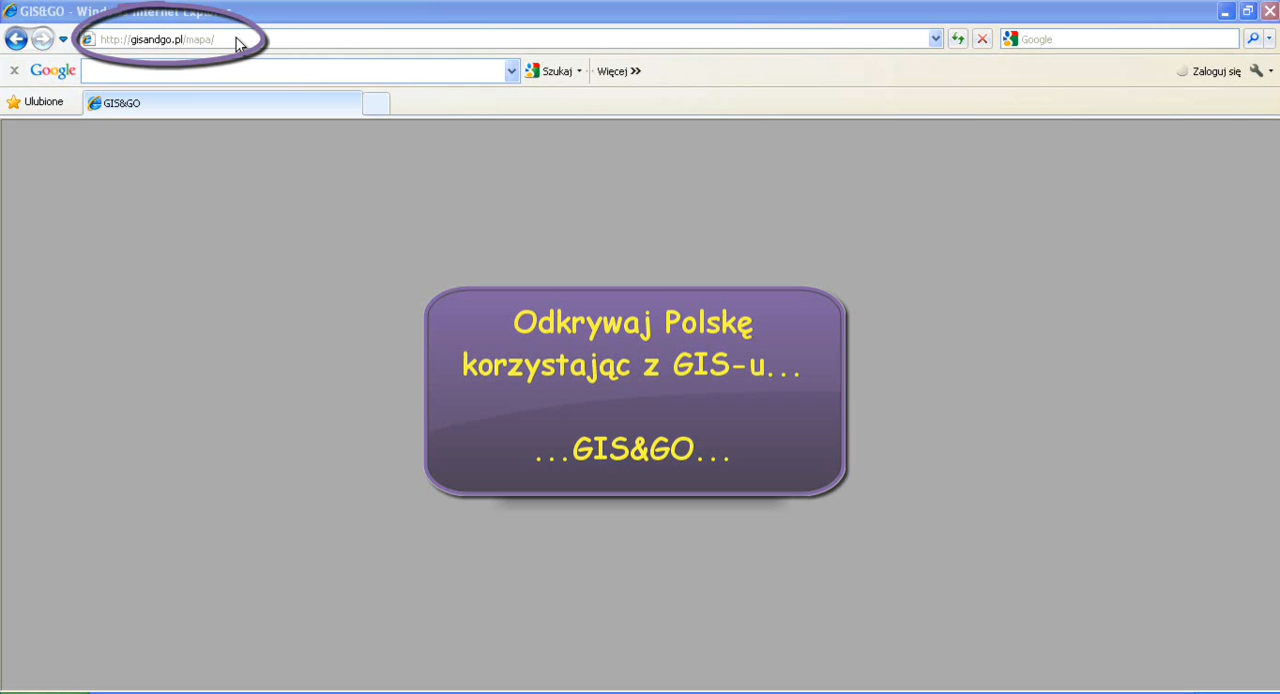 GIS&GO - Windows Internet Explorer
http://gisandgo.pl/mapa/
Google
Google
Szukaj
Więcej
Zaloguj się
Ulubione
GIS&GO
Odkrywaj Polskę
korzystając z GIS-u...
...GIS&GO...